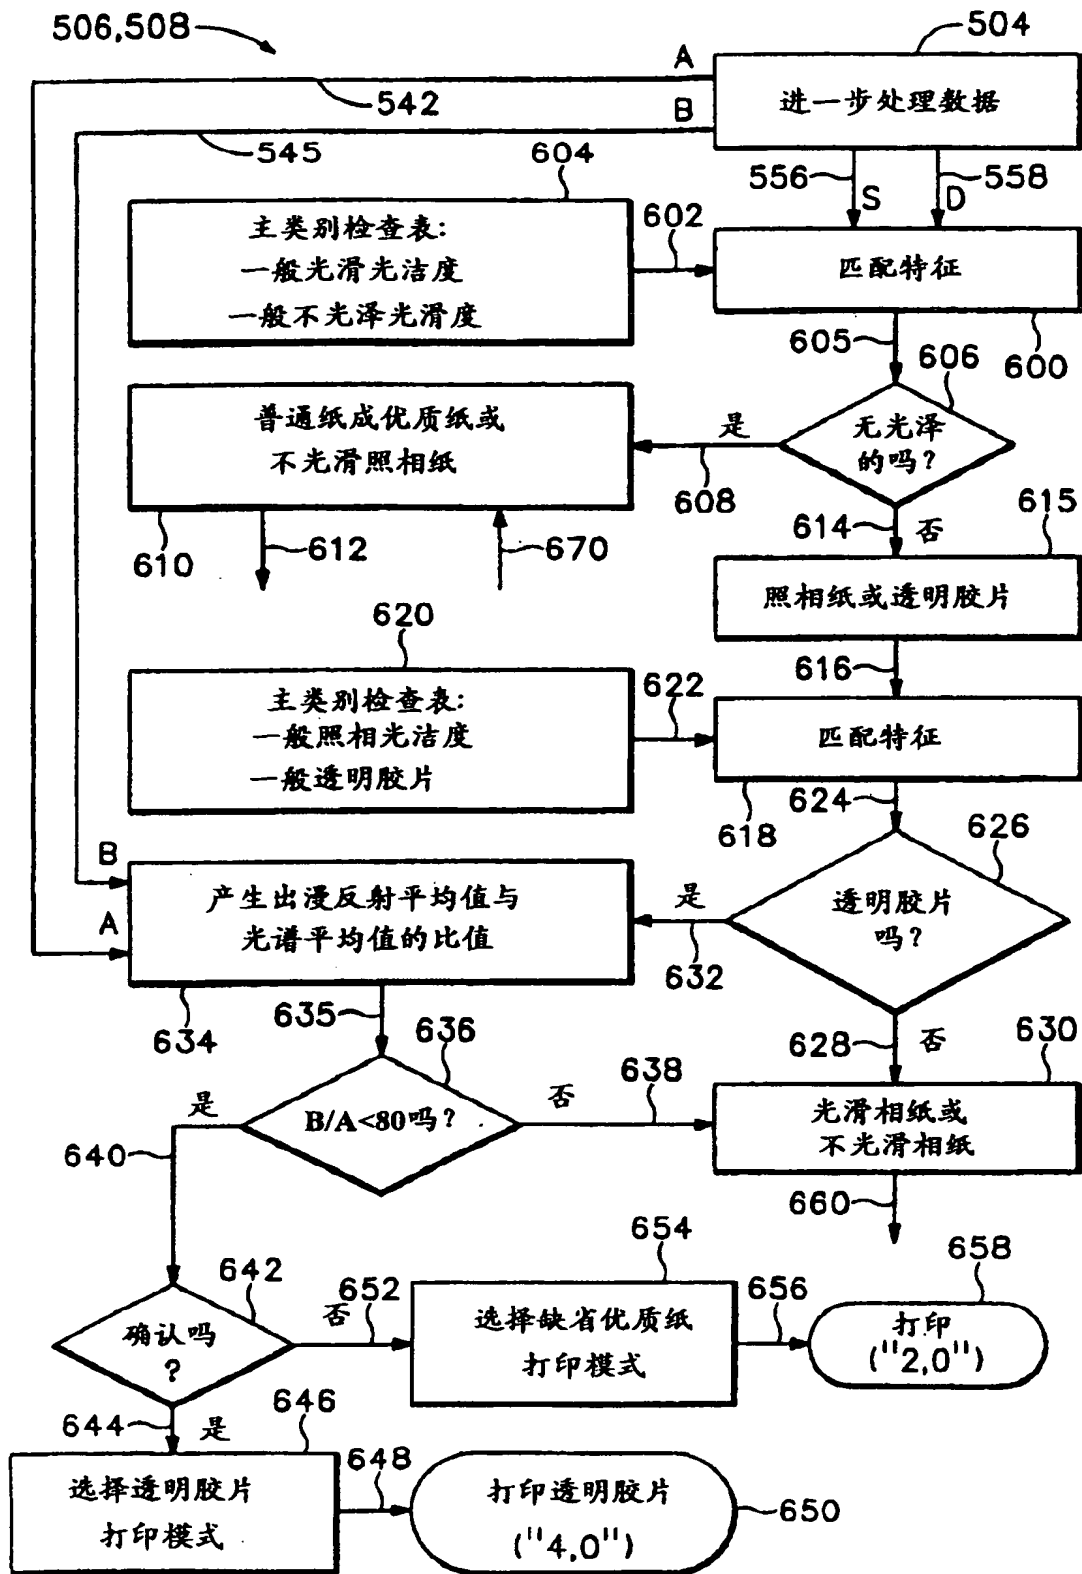 506,508
504
A
进一步处理数据
542
B
545
604
556
S
D
558
主类别检查表:
一般光滑光洁度
一般不光泽光滑度
602
匹配特征
605
606
600
普通纸成优质纸或
不光滑照相纸
是
608
无光泽
的吗?
614
否
615
610
612
670
照相纸或透明胶片
616
620
主类别检查表:
一般照相光洁度
一般透明胶片
622
匹配特征
618
624
626
B
A
产生出漫反射平均值与
光谱平均值的比值
是
632
透明胶片
吗?
634
635
636
628
否
630
是
B/A<80吗?
否
638
光滑相纸或
不光滑相纸
640
660
642
654
658
确认吗
?
否
652
选择缺省优质纸
打印模式
656
打印
("2,0")
644
是
646
选择透明胶片
打印模式
648
打印透明胶片
("4,0")
650